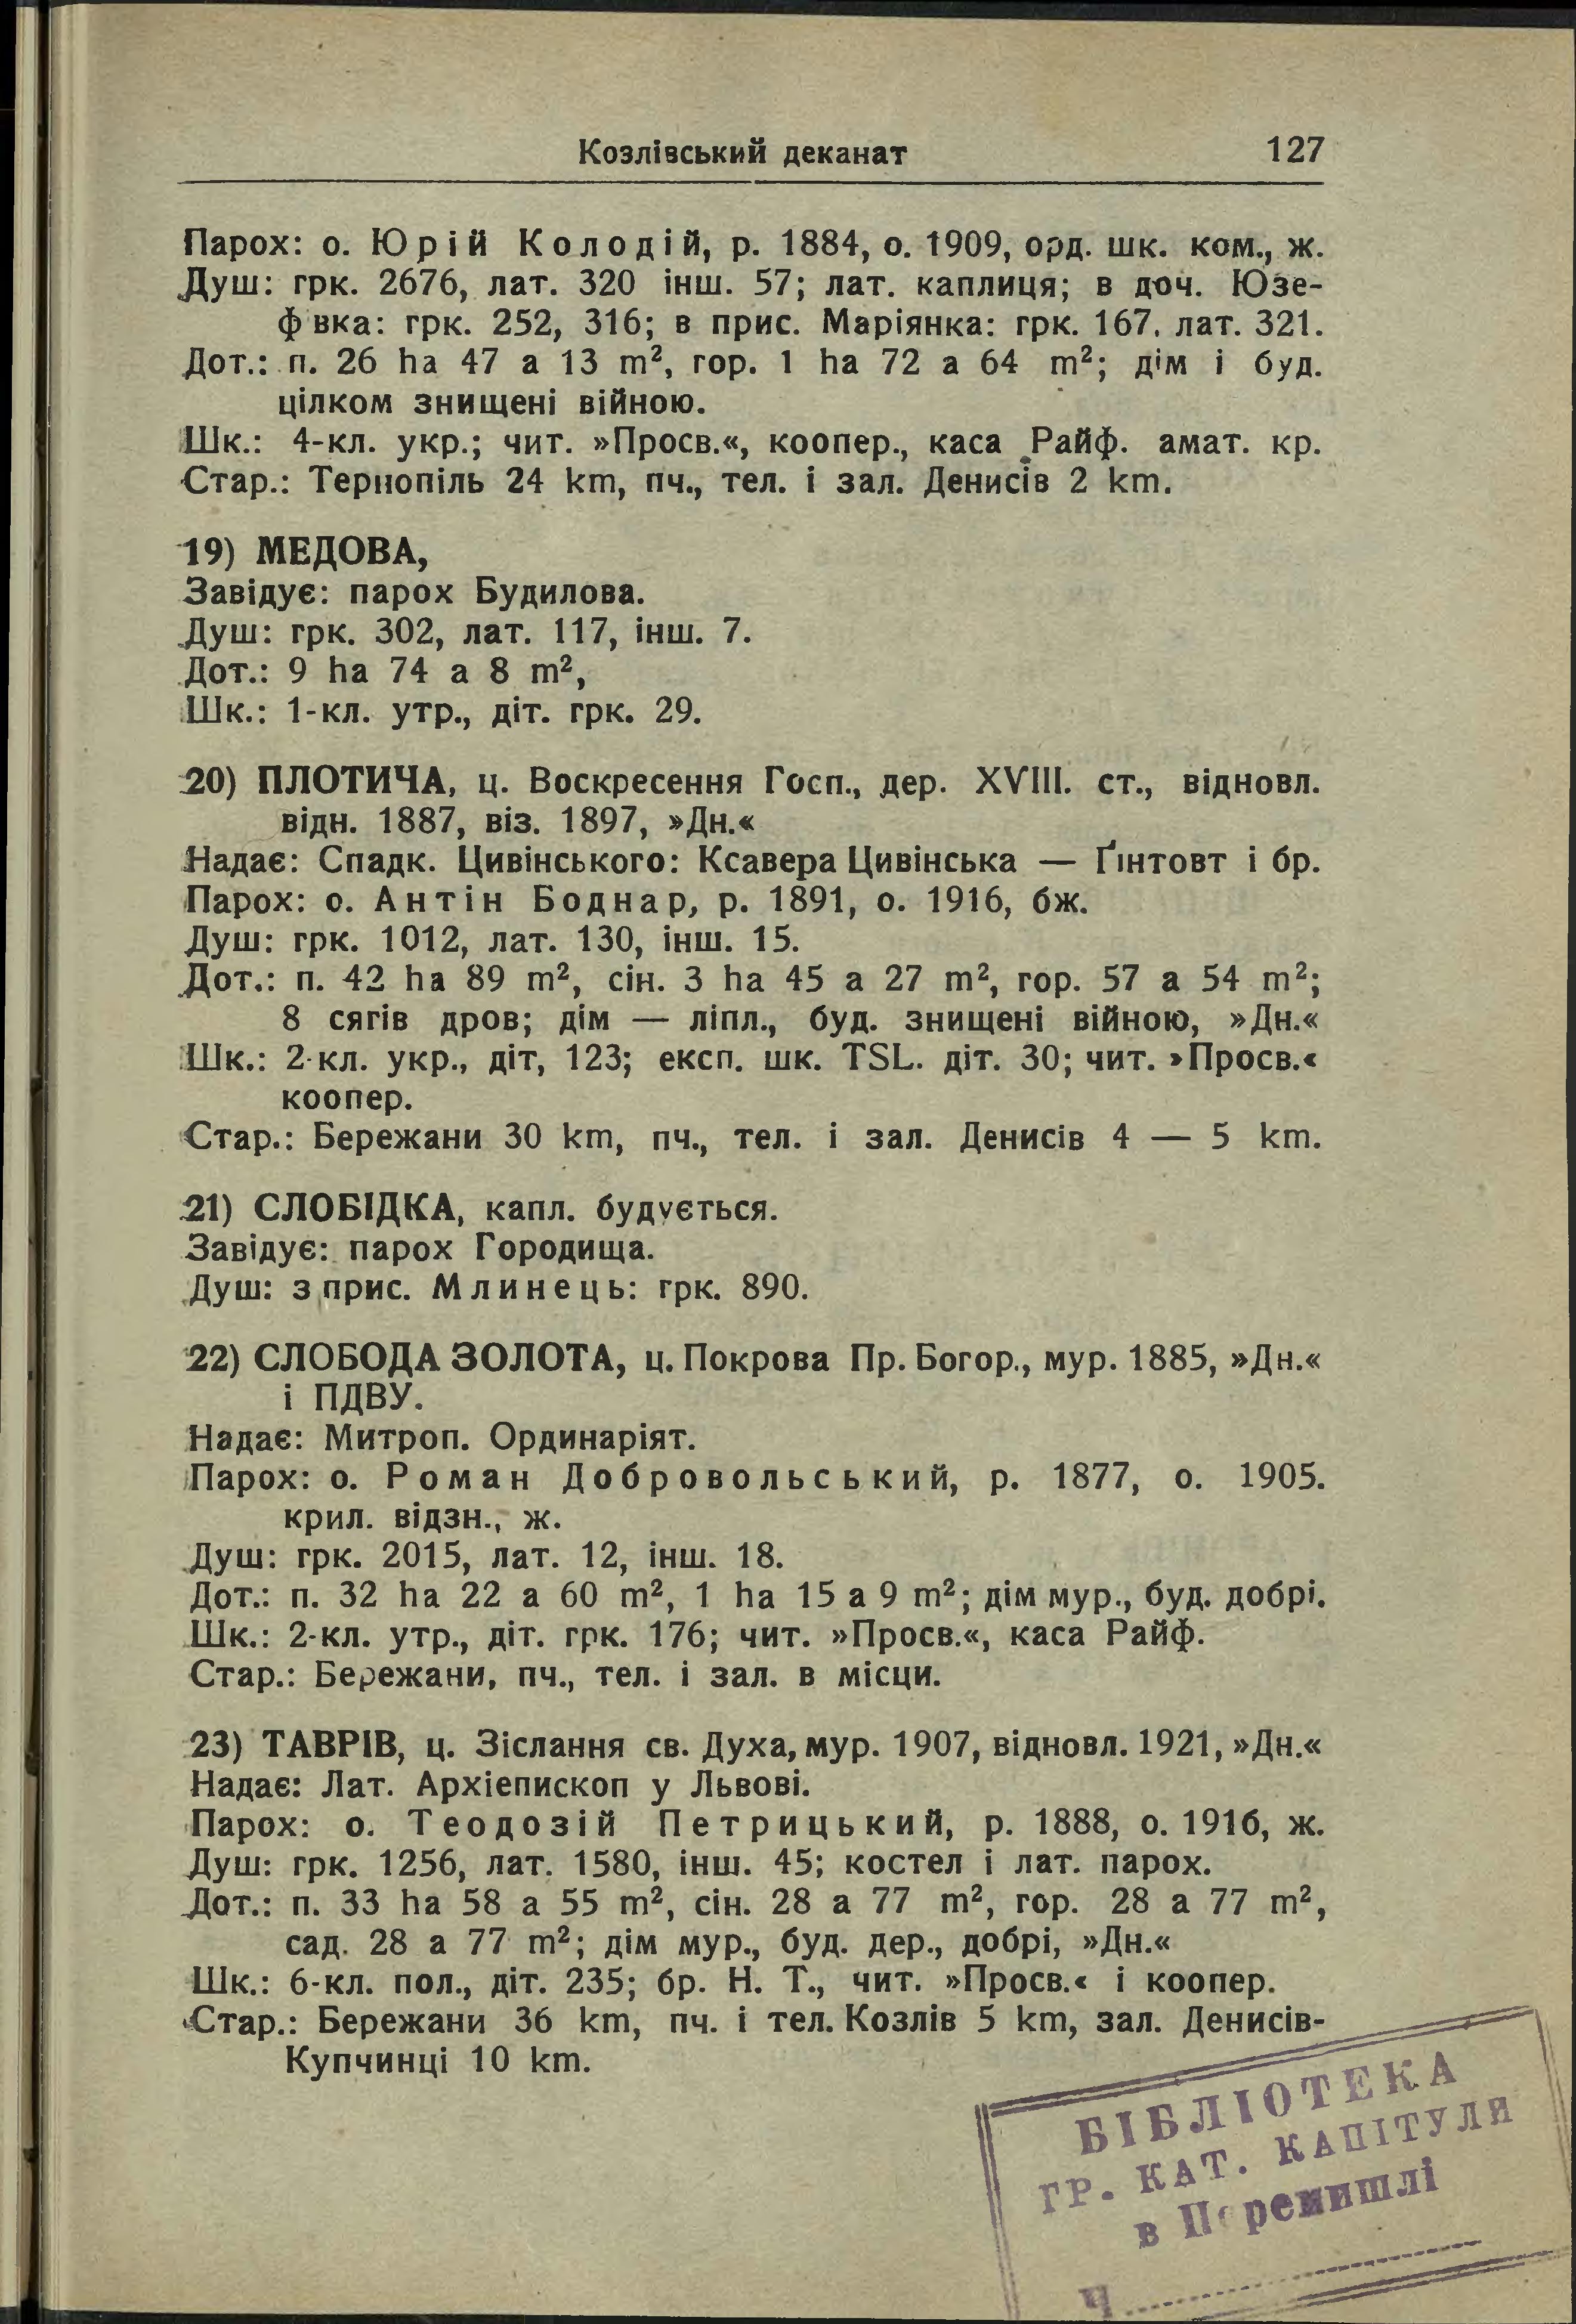 Козлівський деканат 127
Парох: о. Юрій Колодій, р. 1884, о. 1909, орд. шк. ком., ж.
Душ: грк. 2676, лат. 320 інш. 57; лат. каплиця; в доч. Юзе-
ф вка: грк. 252, 316; в прис. Маріянка: грк. 167, лат. 321.
Дот.: п. 26 ha 47 a 13 m², гор. 1 ha 72 a 64 m²; дім і буд.
цілком знищені війною.
Шк.: 4-кл. укр.; чит. »Просв.«, коопер., каса Райф. амат. кр.
Стар.: Тернопіль 24 km, пч., тел. і зал. Денисів 2 km.
19) МЕДОВА,
Завідує: парох Будилова.
Душ: грк. 302, лат. 117, інш. 7.
Дот.: 9 ha 74 a 8 m²,
Шк.: 1-кл. утр., діт. грк. 29.
20) ПЛОТИЧА, ц. Воскресення Госп., дер. XVIII. ст., відновл.
відн. 1887, віз. 1897, »Дн.«
Надає: Спадк. Цивінського: Ксавера Цивінська — Ґінтовт і бр.
Парох: о. Антін Боднар, р. 1891, о. 1916, бж.
Душ: грк. 1012, лат. 130, інш. 15.
Дот.: п. 42 ha 89 m², сін. 3 ha 45 a 27 m², гор. 57 a 54 m²;
8 сягів дров; дім — ліпл., буд. знищені війною, »Дн.«
Шк.: 2-кл. укр., діт, 123; експ. шк. TSL. діт. 30; чит. »Просв.«
коопер.
Стар.: Бережани 30 km, пч., тел. і зал. Денисів 4 — 5 km.
21) СЛОБІДКА, капл. будується.
Завідує: парох Городища.
Душ: з прис. Млинець: грк. 890.
22) СЛОБОДА ЗОЛОТА, ц. Покрова Пр. Богор., мур. 1885, »Дн.«
і ПДВУ.
Надає: Митроп. Ординаріят.
Парох: о. Роман Добровольський, р. 1877, о. 1905.
крил. відзн., ж.
Душ: грк. 2015, лат. 12, інш. 18.
Дот.: п. 32 ha 22 a 60 m², 1 ha 15 a 9 m²; дім мур., буд. добрі.
Шк.: 2-кл. утр., діт. грк. 176; чит. »Просв.«, каса Райф.
Стар.: Бережани, пч., тел. і зал. в місци.
23) ТАВРІВ, ц. Зіслання св. Духа, мур. 1907, відновл. 1921, »Дн.«
Надає: Лат. Архіепископ у Львові.
Парох: о. Теодозій Петрицький, р. 1888, о. 1916, ж.
Душ: грк. 1256, лат. 1580, інш. 45; костел і лат. парох.
Дот.: п. 33 ha 58 a 55 m², сін. 28 a 77 m², гор. 28 a 77 m²,
сад. 28 a 77 m²; дім мур., буд. дер., добрі, »Дн.«
Шк.: 6-кл. пол., діт. 235; бр. Н. Т., чит. »Просв.« і коопер.
Стар.: Бережани 36 km, пч. і тел. Козлів 5 km, зал. Денисів-
Купчинці 10 km.
БІБЛІОТЕКА
ГР. КАТ. КАПІТУЛИ
в Перемишлі
Ч